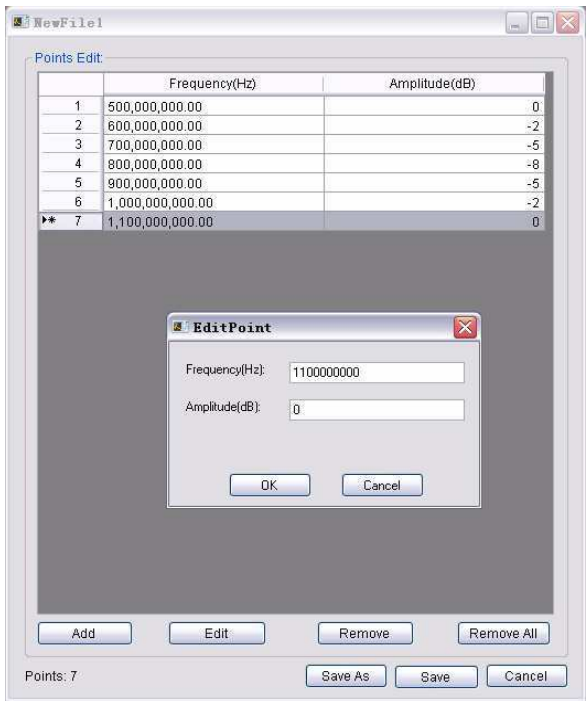 NewFile1
Points Edit:
Frequency(Hz) Amplitude(dB)
1 500,000,000.00 0
2 600,000,000.00 -2
3 700,000,000.00 -5
4 800,000,000.00 -8
5 900,000,000.00 -5
6 1,000,000,000.00 -2
7 1,100,000,000.00 0
EditPoint
Frequency(Hz): 1100000000
Amplitude(dB): 0
OK Cancel
Add Edit Remove Remove All
Points: 7 Save As Save Cancel